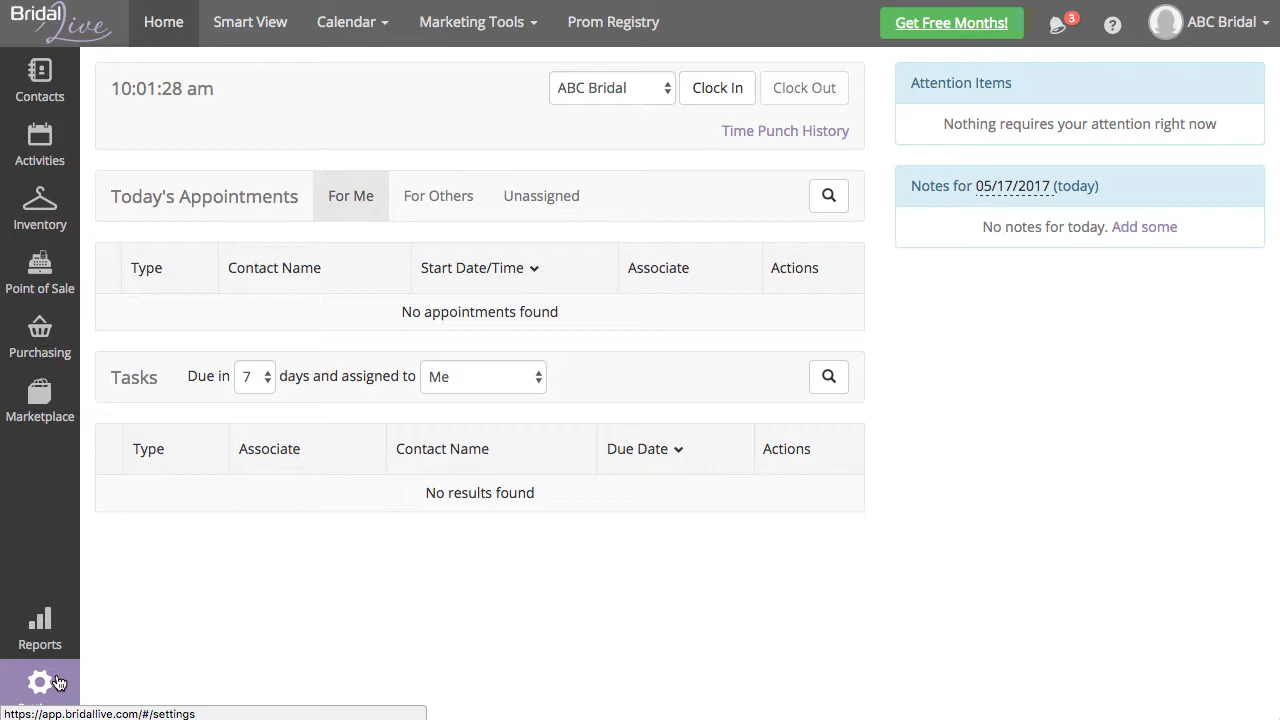 Bridal Live
Home
Smart View
Calendar
Marketing Tools
Prom Registry
Get Free Months!
3
?
ABC Bridal
Contacts
Activities
Inventory
Point of Sale
Purchasing
Marketplace
Reports
10:01:28 am
ABC Bridal
Clock In
Clock Out
Time Punch History
Today's Appointments
For Me
For Others
Unassigned
Type
Contact Name
Start Date/Time
Associate
Actions
No appointments found
Tasks
Due in 7 days and assigned to Me
Type
Associate
Contact Name
Due Date
Actions
No results found
Attention Items
Nothing requires your attention right now
Notes for 05/17/2017 (today)
No notes for today. Add some
https://app.bridallive.com/#/settings